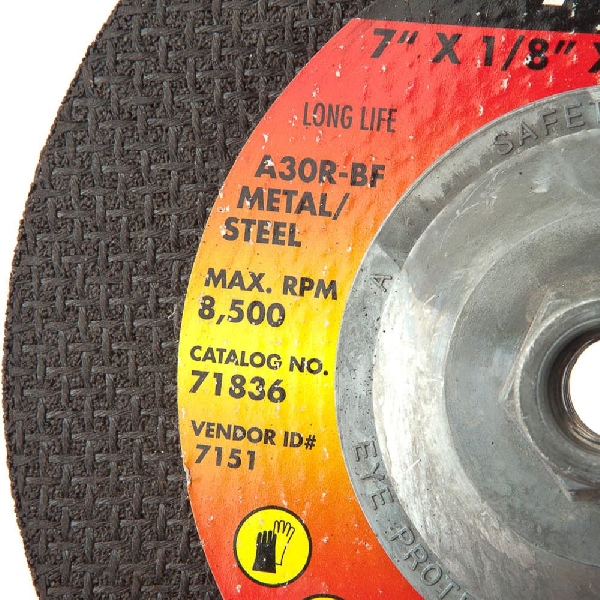 7" X 1/8" X
LONG LIFE
A30R-BF
METAL/
STEEL
MAX. RPM
8,500
CATALOG NO.
71836
VENDOR ID#
7151
SAFET
A
EYE PROT